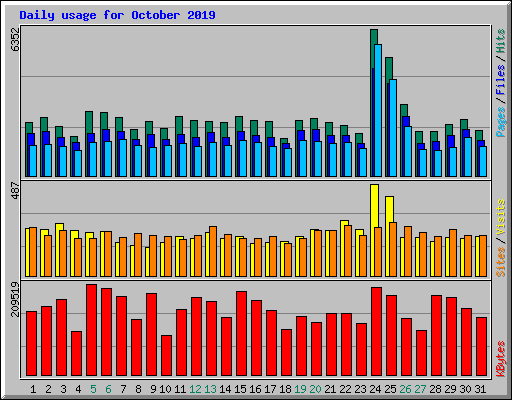 Daily usage for October 2019
6352
Pages/Files/Hits
487
Sites/Visits
209519
KBytes
1 2 3 4 5 6 7 8 9 10 11 12 13 14 15 16 17 18 19 20 21 22 23 24 25 26 27 28 29 30 31